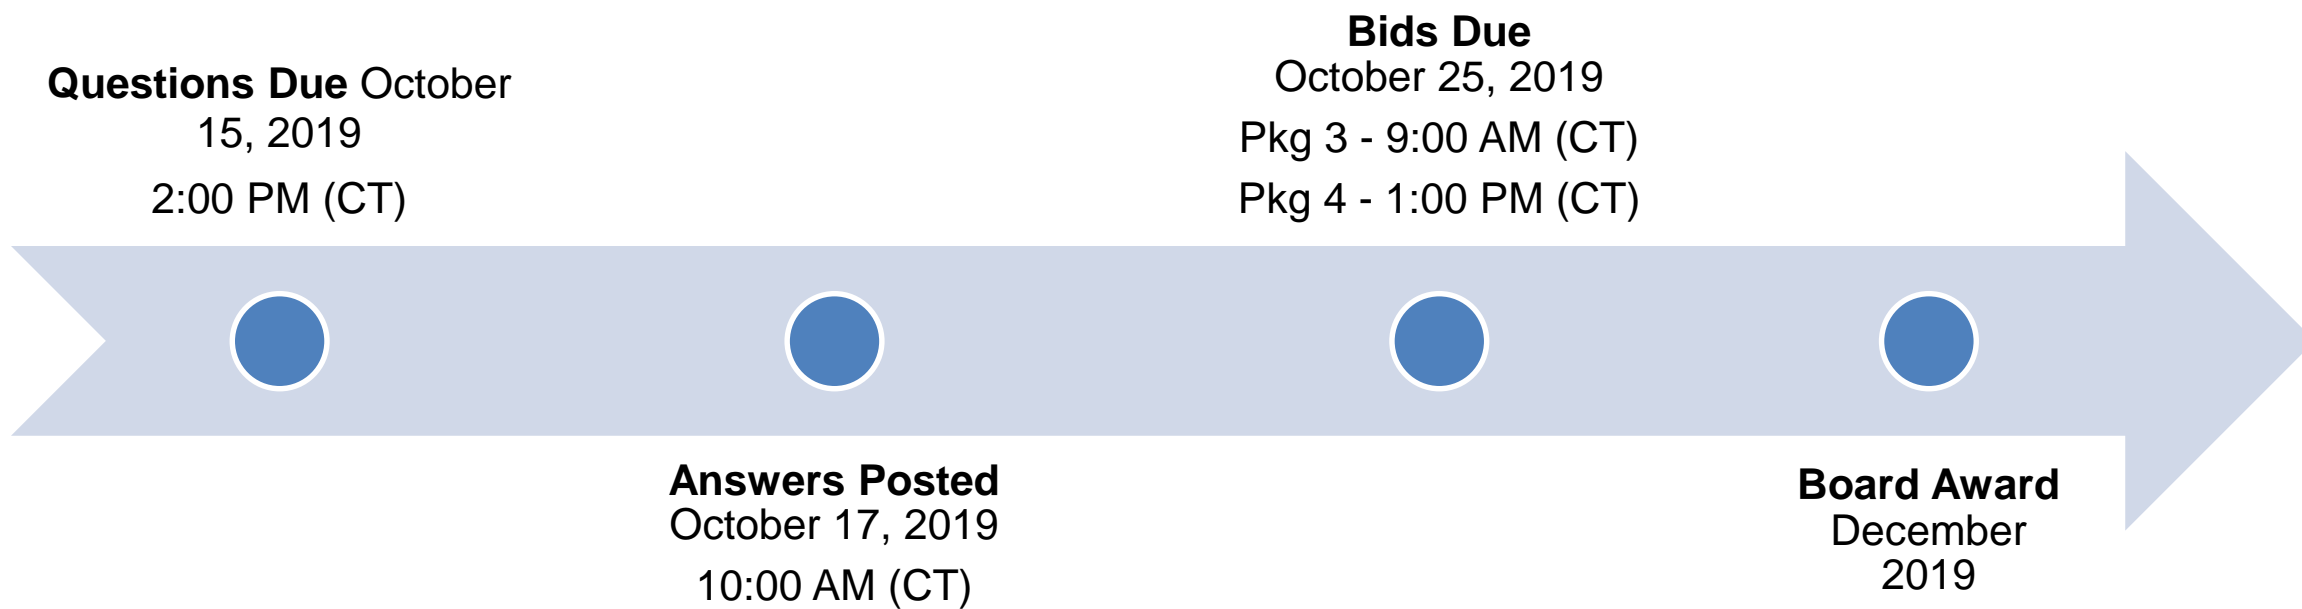 Questions Due October
15, 2019
2:00 PM (CT)
Answers Posted
October 17, 2019
10:00 AM (CT)
Bids Due
October 25, 2019
Pkg 3 - 9:00 AM (CT)
Pkg 4 - 1:00 PM (CT)
Board Award
December
2019